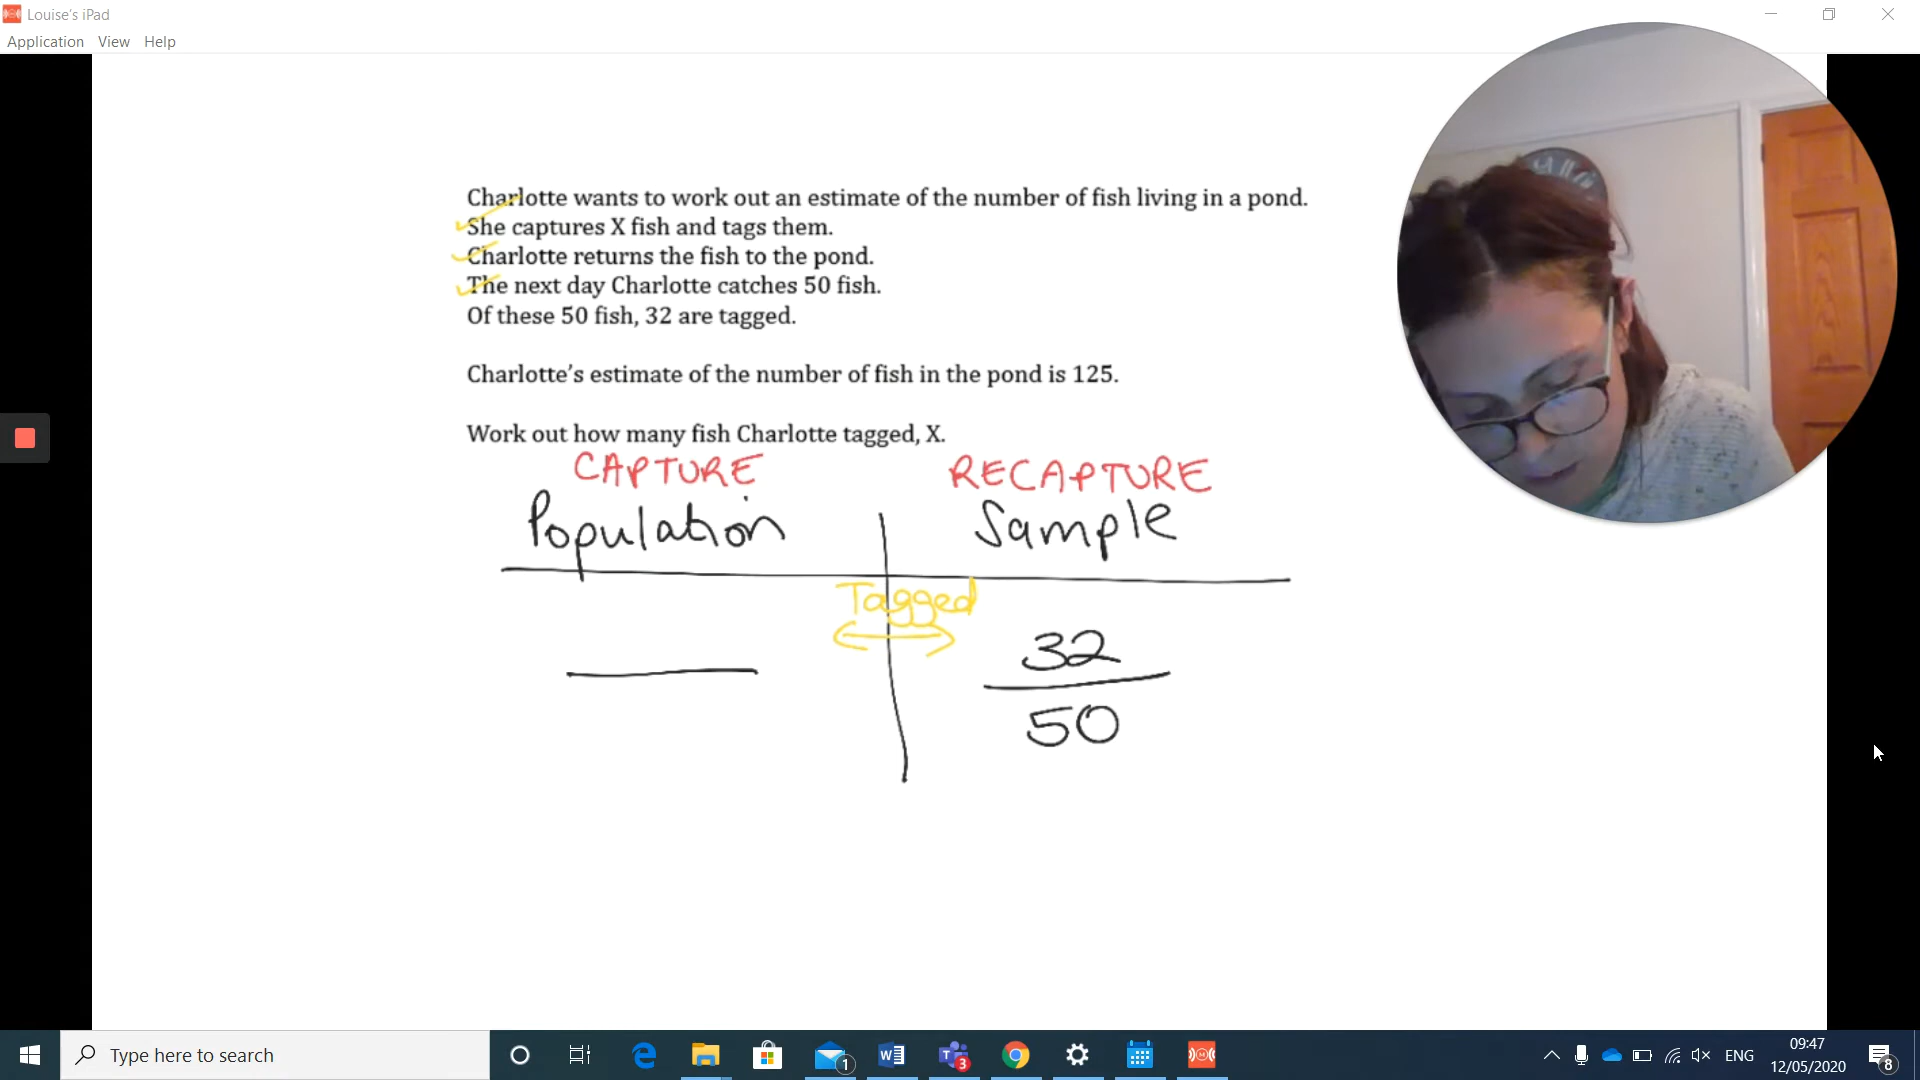 Louise's iPad
Application View Help
Charlotte wants to work out an estimate of the number of fish living in a pond.
She captures X fish and tags them.
Charlotte returns the fish to the pond.
The next day Charlotte catches 50 fish.
Of these 50 fish, 32 are tagged.
Charlotte's estimate of the number of fish in the pond is 125.
Work out how many fish Charlotte tagged, X.
CAPTURE RECAPTURE
Population Sample
Tagged
32
50
Type here to search
1
3
ENG
09:47
12/05/2020
8